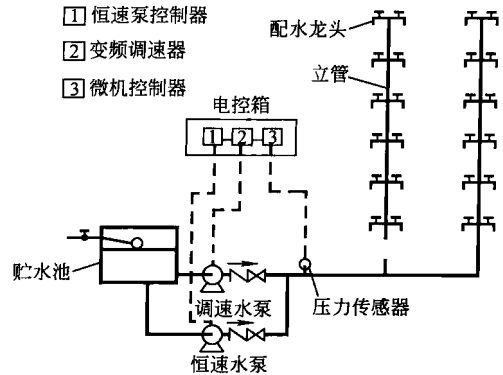 1 恒速泵控制器
2 变频调速器
3 微机控制器
配水龙头
立管
电控箱
1 2 3
贮水池
调速水泵
压力传感器
恒速水泵